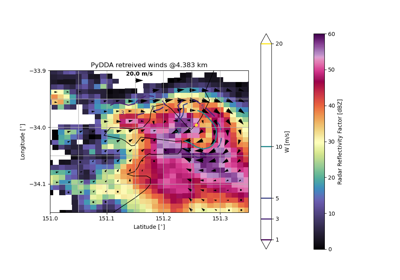 PyDDA retreived winds @4.383 km
20.0 m/s
−33.9
−34.0
−34.1
Longitude [˚]
151.0 151.1 151.2 151.3
Latitude [˚]
20
10
5
3
1
W [m/s]
60
50
40
30
20
10
0
Radar Reflectivity Factor [dBZ]